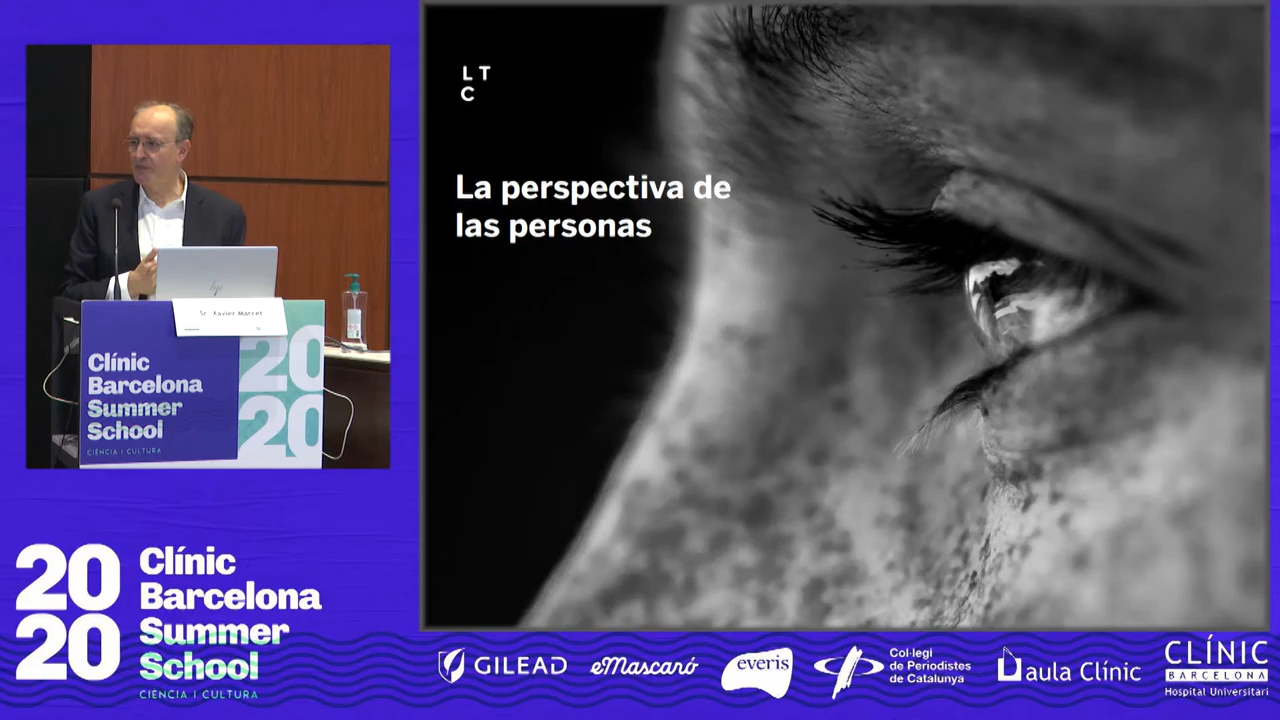 L T
C
La perspectiva de
las personas
hp
Sr. Xavier Marcet
Clínic
Barcelona
Summer
School
CIÈNCIA I CULTURA
20
20
20
20
Clínic
Barcelona
Summer
School
CIÈNCIA I CULTURA
GILEAD
eMascaró
everis
Col·legi
de Periodistes
de Catalunya
aula Clínic
CLÍNIC
BARCELONA
Hospital Universitari